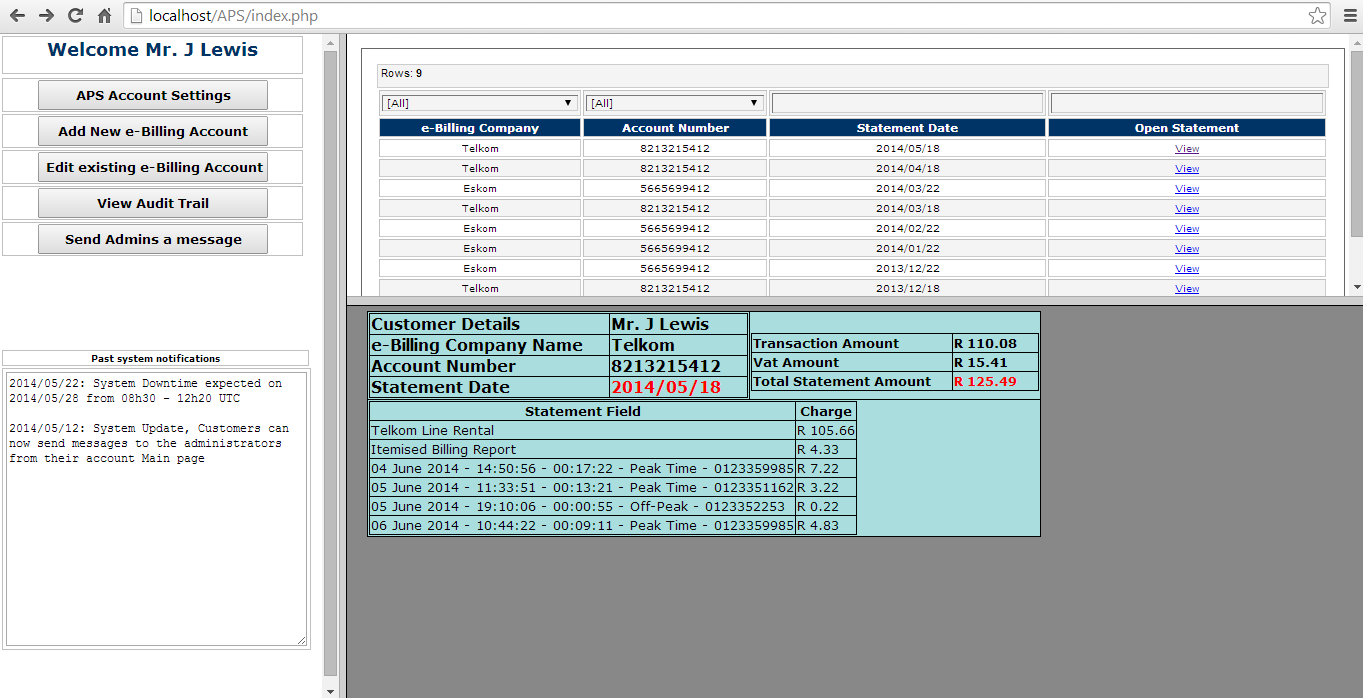 localhost/APS/index.php
Welcome Mr. J Lewis
APS Account Settings
Add New e-Billing Account
Edit existing e-Billing Account
View Audit Trail
Send Admins a message
Past system notifications
2014/05/22: System Downtime expected on
2014/05/28 from 08h30 - 12h20 UTC
2014/05/12: System Update, Customers can
now send messages to the administrators
from their account Main page
Rows: 9
[All] [All]
e-Billing Company Account Number Statement Date Open Statement
Telkom 8213215412 2014/05/18 View
Telkom 8213215412 2014/04/18 View
Eskom 5665699412 2014/03/22 View
Telkom 8213215412 2014/03/18 View
Eskom 5665699412 2014/02/22 View
Eskom 5665699412 2014/01/22 View
Eskom 5665699412 2013/12/22 View
Telkom 8213215412 2013/12/18 View
Customer Details Mr. J Lewis
e-Billing Company Name Telkom
Account Number 8213215412
Statement Date 2014/05/18
Transaction Amount R 110.08
Vat Amount R 15.41
Total Statement Amount R 125.49
Statement Field Charge
Telkom Line Rental R 105.66
Itemised Billing Report R 4.33
04 June 2014 - 14:50:56 - 00:17:22 - Peak Time - 0123359985 R 7.22
05 June 2014 - 11:33:51 - 00:13:21 - Peak Time - 0123351162 R 3.22
05 June 2014 - 19:10:06 - 00:00:55 - Off-Peak - 0123352253 R 0.22
06 June 2014 - 10:44:22 - 00:09:11 - Peak Time - 0123359985 R 4.83